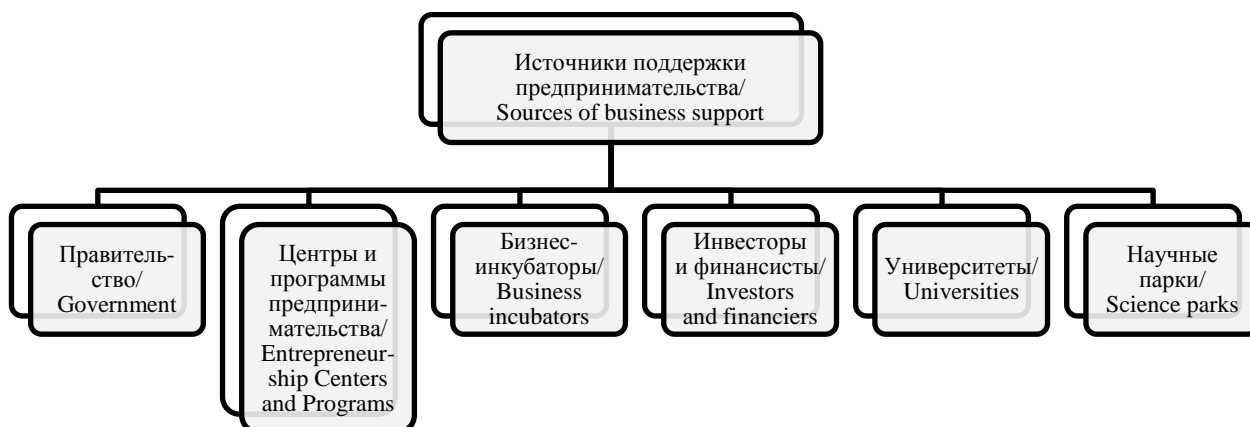 Источники поддержки
предпринимательства/
Sources of business support
Правитель-
ство/
Government
Центры и
программы
предприни-
мательства/
Entrepreneur-
ship Centers
and Programs
Бизнес-
инкубаторы/
Business
incubators
Инвесторы
и финансисты/
Investors
and financiers
Университеты/
Universities
Научные
парки/
Science parks